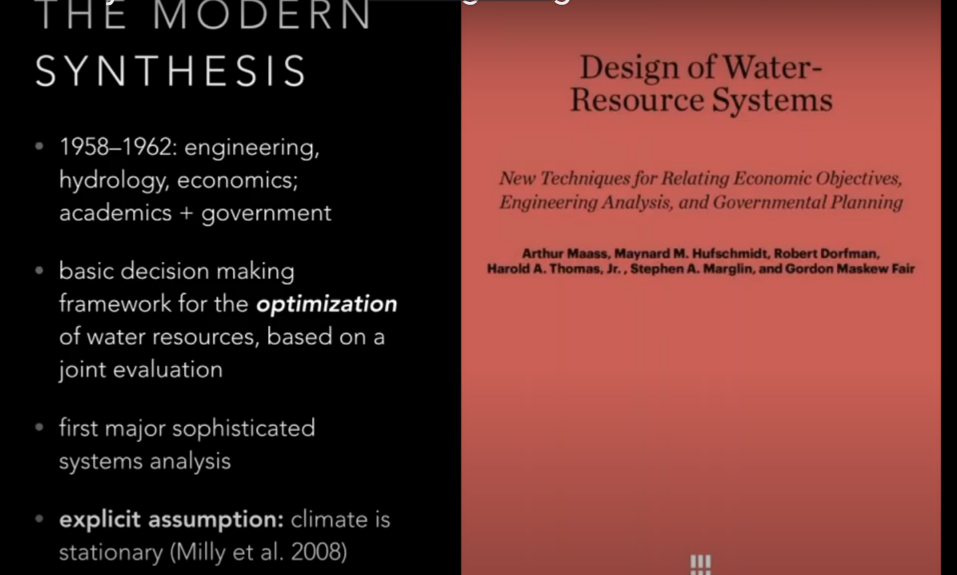 THE MODERN
SYNTHESIS
• 1958–1962: engineering,
hydrology, economics;
academics + government
• basic decision making
framework for the optimization
of water resources, based on a
joint evaluation
• first major sophisticated
systems analysis
• explicit assumption: climate is
stationary (Milly et al. 2008)
Design of Water-
Resource Systems
New Techniques for Relating Economic Objectives,
Engineering Analysis, and Governmental Planning
Arthur Maass, Maynard M. Hufschmidt, Robert Dorfman,
Harold A. Thomas, Jr., Stephen A. Marglin, and Gordon Maskew Fair